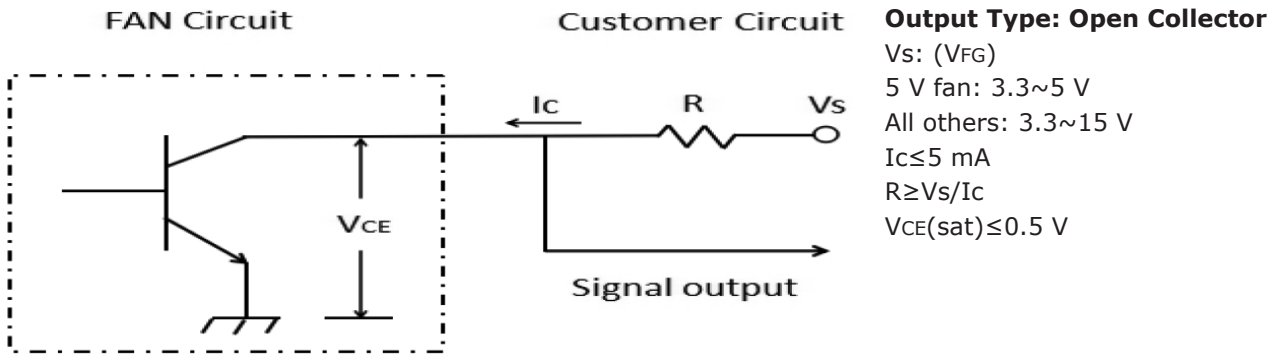 FAN Circuit
Customer Circuit
Ic
R
Vs
VCE
Signal output
Output Type: Open Collector
Vs: (VFG)
5 V fan: 3.3~5 V
All others: 3.3~15 V
Ic≤5 mA
R≥Vs/Ic
VCE(sat)≤0.5 V